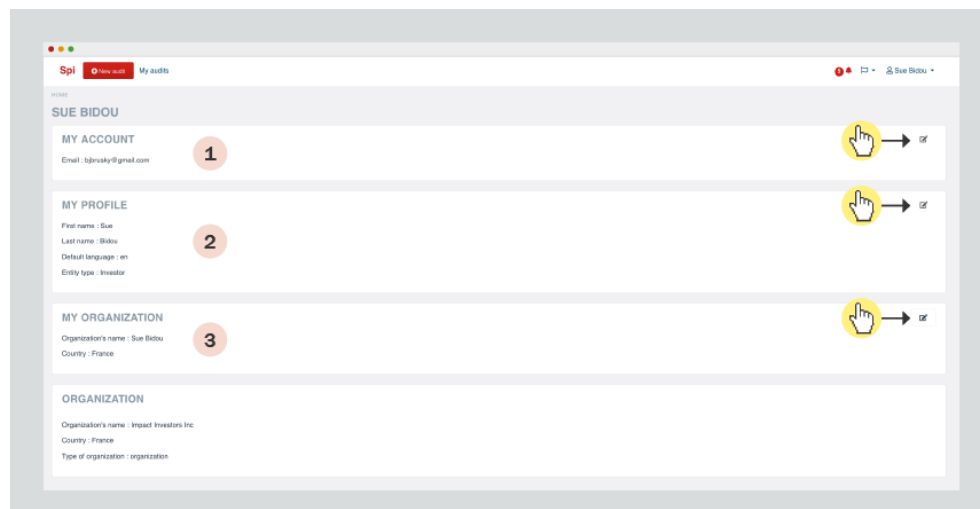 Spi New audit My audits 5 Sue Bidou
HOME
SUE BIDOU
MY ACCOUNT
Email : bjbrusky@gmail.com
1
MY PROFILE
First name : Sue
Last name : Bidou
Default language : en
Entity type : Investor
2
MY ORGANIZATION
Organization's name : Sue Bidou
Country : France
3
ORGANIZATION
Organization's name : Impact Investors Inc
Country : France
Type of organization : organization